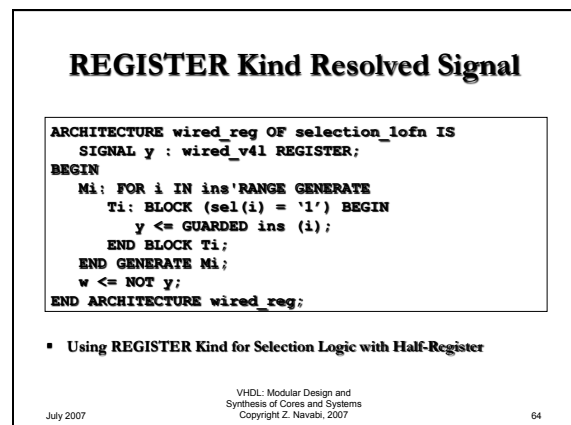 REGISTER Kind Resolved Signal
ARCHITECTURE wired_reg OF selection_1ofn IS
SIGNAL y : wired_v4l REGISTER;
BEGIN
Mi: FOR i IN ins'RANGE GENERATE
Ti: BLOCK (sel(i) = ‘1’) BEGIN
y <= GUARDED ins (i);
END BLOCK Ti;
END GENERATE Mi;
w <= NOT y;
END ARCHITECTURE wired_reg;
▪ Using REGISTER Kind for Selection Logic with Half-Register
July 2007
VHDL: Modular Design and
Synthesis of Cores and Systems
Copyright Z. Navabi, 2007
64